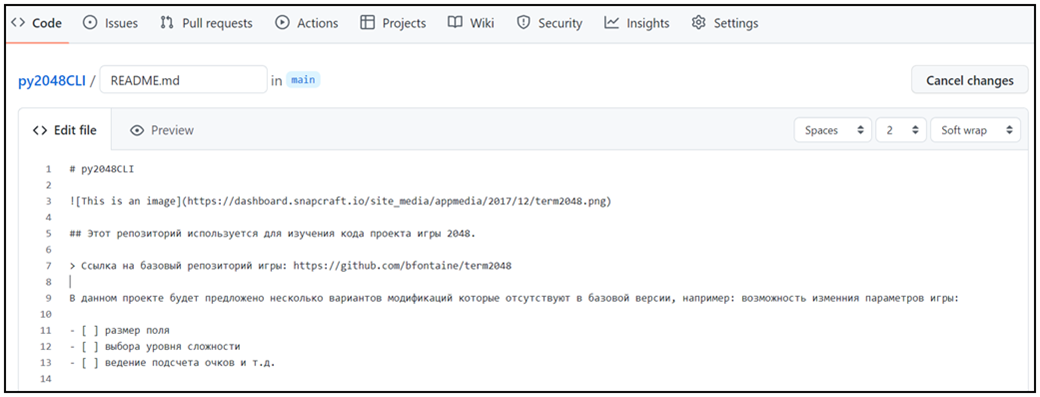 Code Issues Pull requests Actions Projects Wiki Security Insights Settings
py2048CLI / README.md in main Cancel changes
Edit file Preview Spaces 2 Soft wrap
1 # py2048CLI
2
3 ![This is an image](https://dashboard.snapcraft.io/site_media/appmedia/2017/12/term2048.png)
4
5 ## Этот репозиторий используется для изучения кода проекта игры 2048.
6
7 > Ссылка на базовый репозиторий игры: https://github.com/bfontaine/term2048
8
9 В данном проекте будет предложено несколько вариантов модификаций которые отсутствуют в базовой версии, например: возможность изменния параметров игры:
10
11 - [ ] размер поля
12 - [ ] выбора уровня сложности
13 - [ ] ведение подсчета очков и т.д.
14